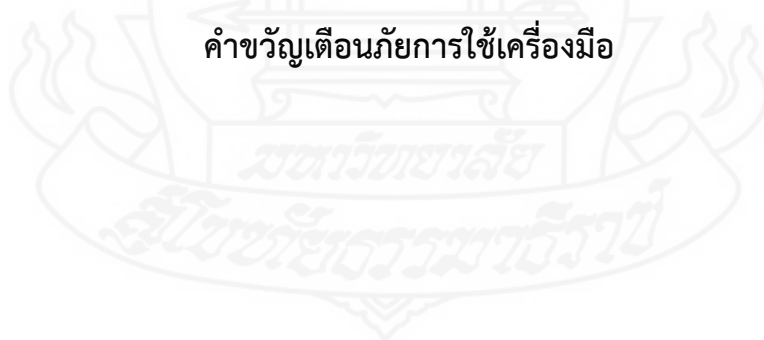 คำขวัญเตือนภัยการใช้เครื่องมือ
มหาวิทยาลัย
สุโขทัยธรรมาธิราช